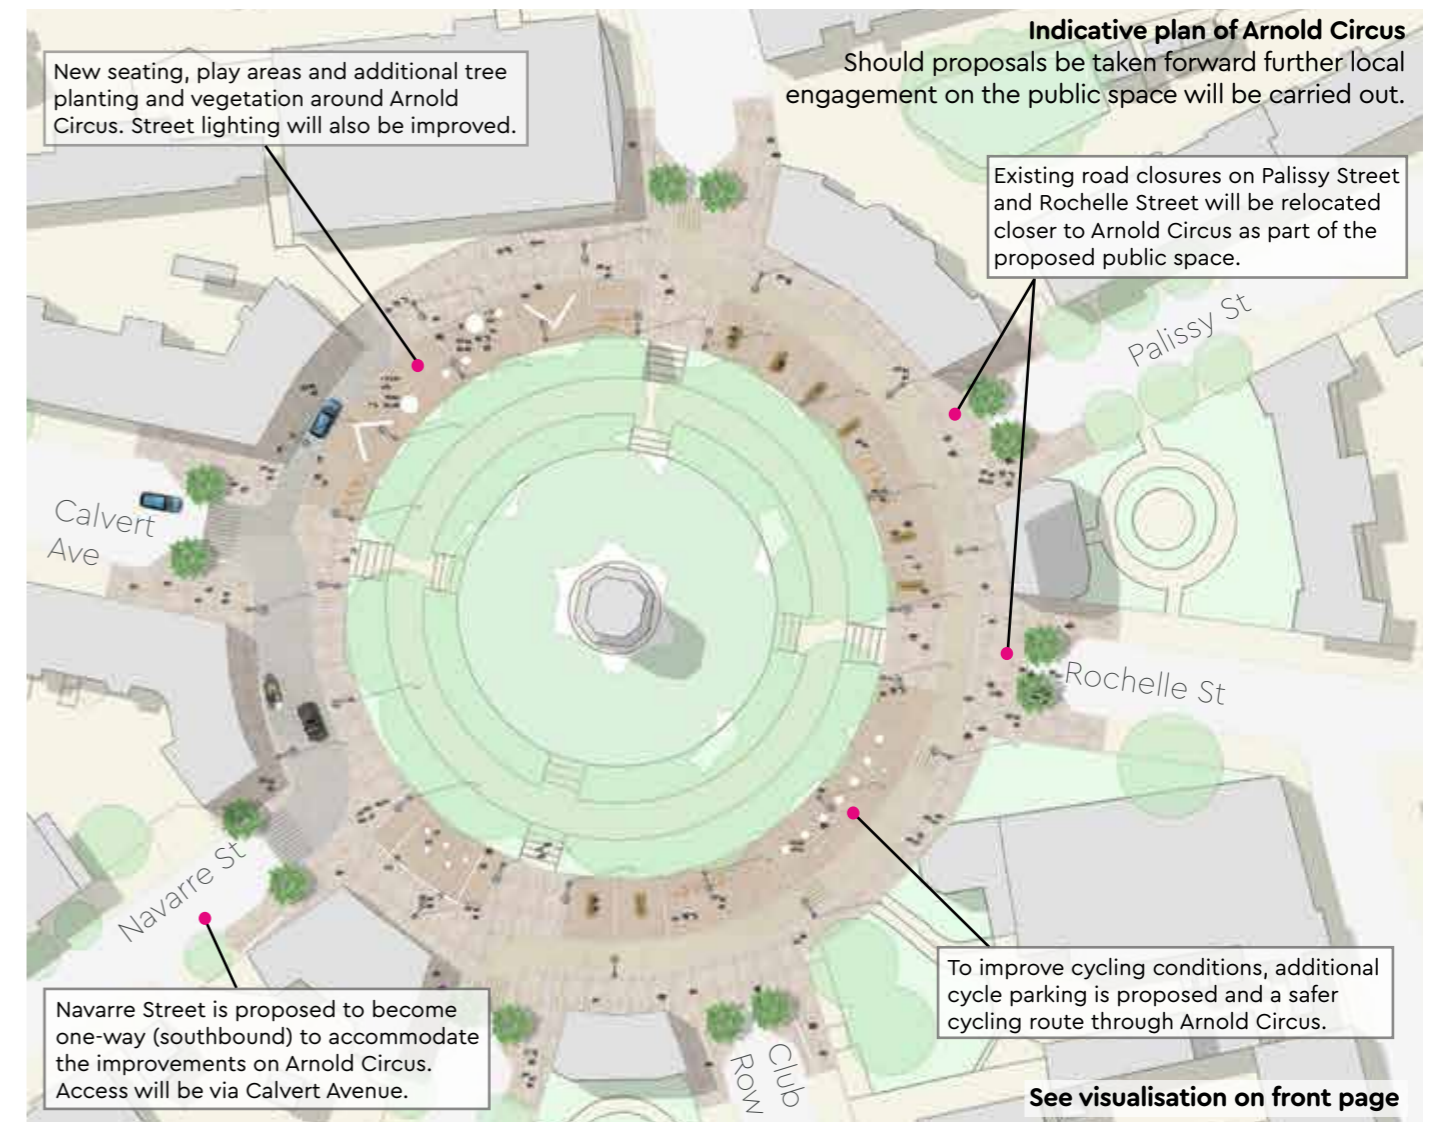 Indicative plan of Arnold Circus
Should proposals be taken forward further local
engagement on the public space will be carried out.
New seating, play areas and additional tree
planting and vegetation around Arnold
Circus. Street lighting will also be improved.
Existing road closures on Palissy Street
and Rochelle Street will be relocated
closer to Arnold Circus as part of the
proposed public space.
Palissy St
Calvert
Ave
Rochelle St
Navarre St
To improve cycling conditions, additional
cycle parking is proposed and a safer
cycling route through Arnold Circus.
Navarre Street is proposed to become
one-way (southbound) to accommodate
the improvements on Arnold Circus.
Access will be via Calvert Avenue.
Club
Row
See visualisation on front page